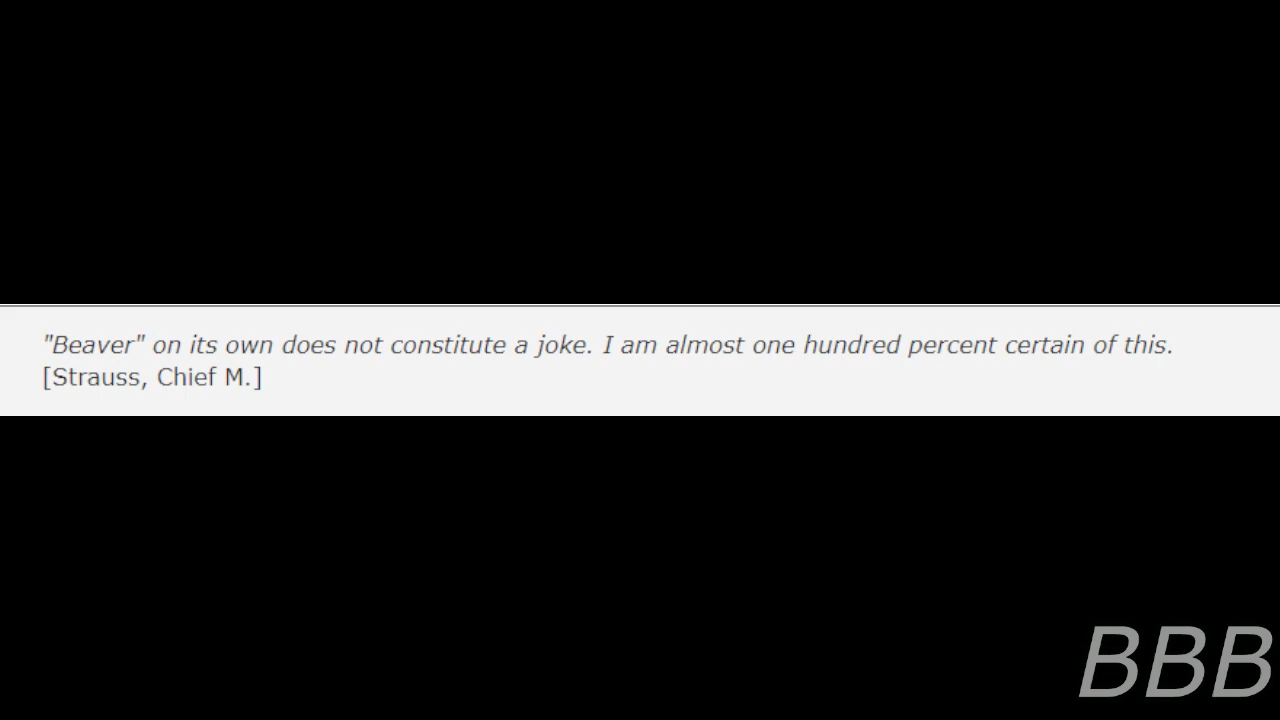 "Beaver" on its own does not constitute a joke. I am almost one hundred percent certain of this.
[Strauss, Chief M.]
BBB